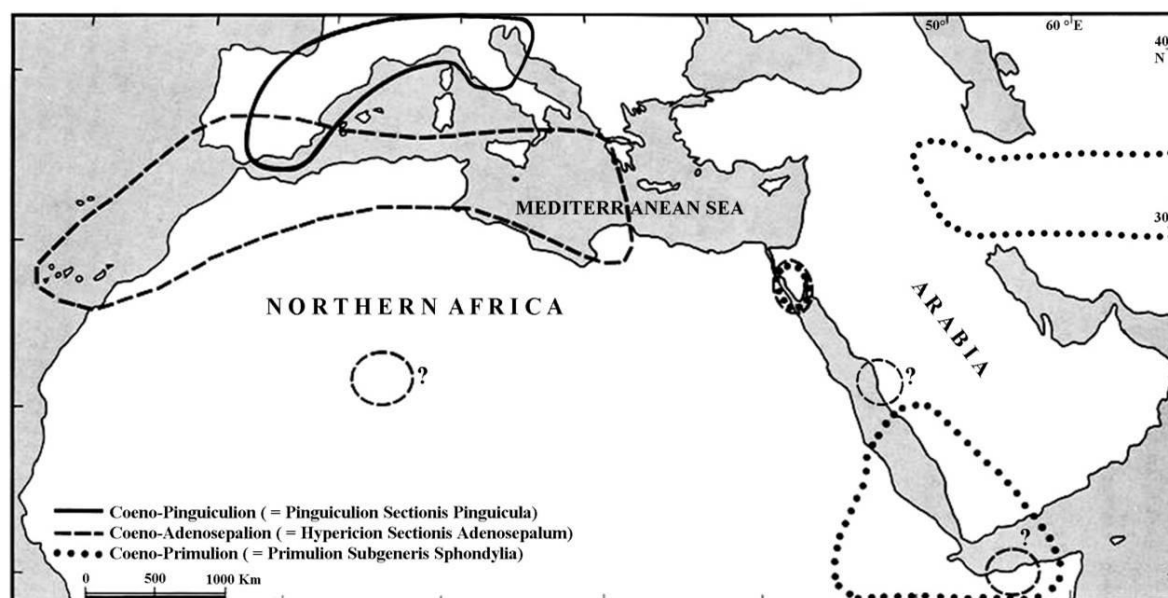 50° 60 ° E
40
N
MEDITERRANEAN SEA
30
NORTHERN AFRICA
ARABIA
?
?
?
Coeno-Pinguiculion ( = Pinguiculion Sectionis Pinguicula)
Coeno-Adenosepalion ( = Hypericion Sectionis Adenosepalum)
Coeno-Primulion ( = Primulion Subgeneris Sphondylia)
0 500 1000 Km